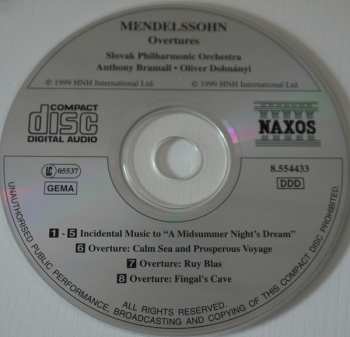 MENDELSSOHN
Overtures
Slovak Philharmonic Orchestra
Anthony Bramall • Oliver Dohnányi
℗ 1999 HNH International Ltd. © 1999 HNH International Ltd.
COMPACT
disc
DIGITAL AUDIO
NAXOS
LC 05537
GEMA
8.554433
DDD
1 - 5 Incidental Music to "A Midsummer Night's Dream"
6 Overture: Calm Sea and Prosperous Voyage
7 Overture: Ruy Blas
8 Overture: Fingal's Cave
ALL RIGHTS RESERVED. UNAUTHORISED PUBLIC PERFORMANCE, BROADCASTING AND COPYING OF THIS COMPACT DISC PROHIBITED.